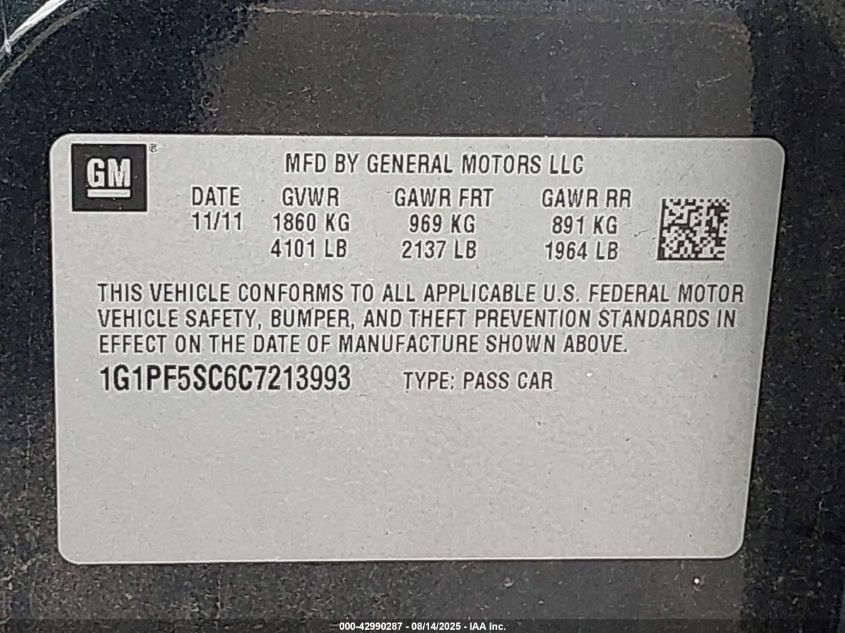 GM®
MFD BY GENERAL MOTORS LLC
DATE GVWR GAWR FRT GAWR RR
11/11 1860 KG 969 KG 891 KG
4101 LB 2137 LB 1964 LB
THIS VEHICLE CONFORMS TO ALL APPLICABLE U.S. FEDERAL MOTOR
VEHICLE SAFETY, BUMPER, AND THEFT PREVENTION STANDARDS IN
EFFECT ON THE DATE OF MANUFACTURE SHOWN ABOVE.
1G1PF5SC6C7213993 TYPE: PASS CAR
000-42990287 - 08/14/2025 - IAA Inc.